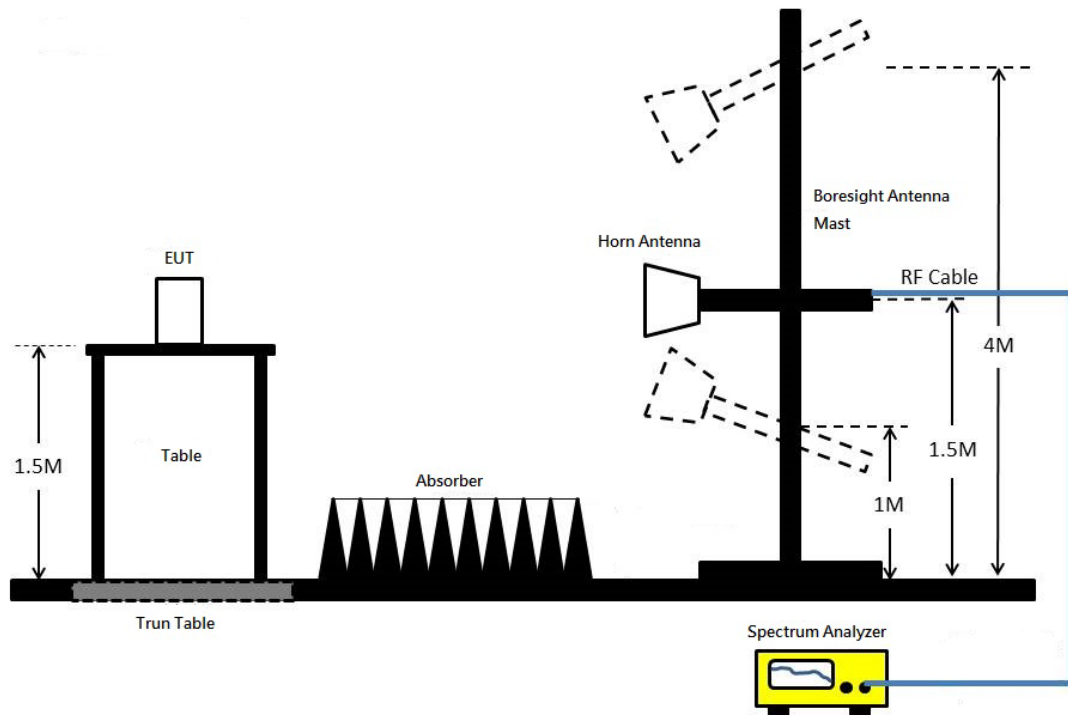 Boresight Antenna
Mast
Horn Antenna
EUT
RF Cable
4M
1.5M
Table
1.5M
Absorber
1M
Trun Table
Spectrum Analyzer